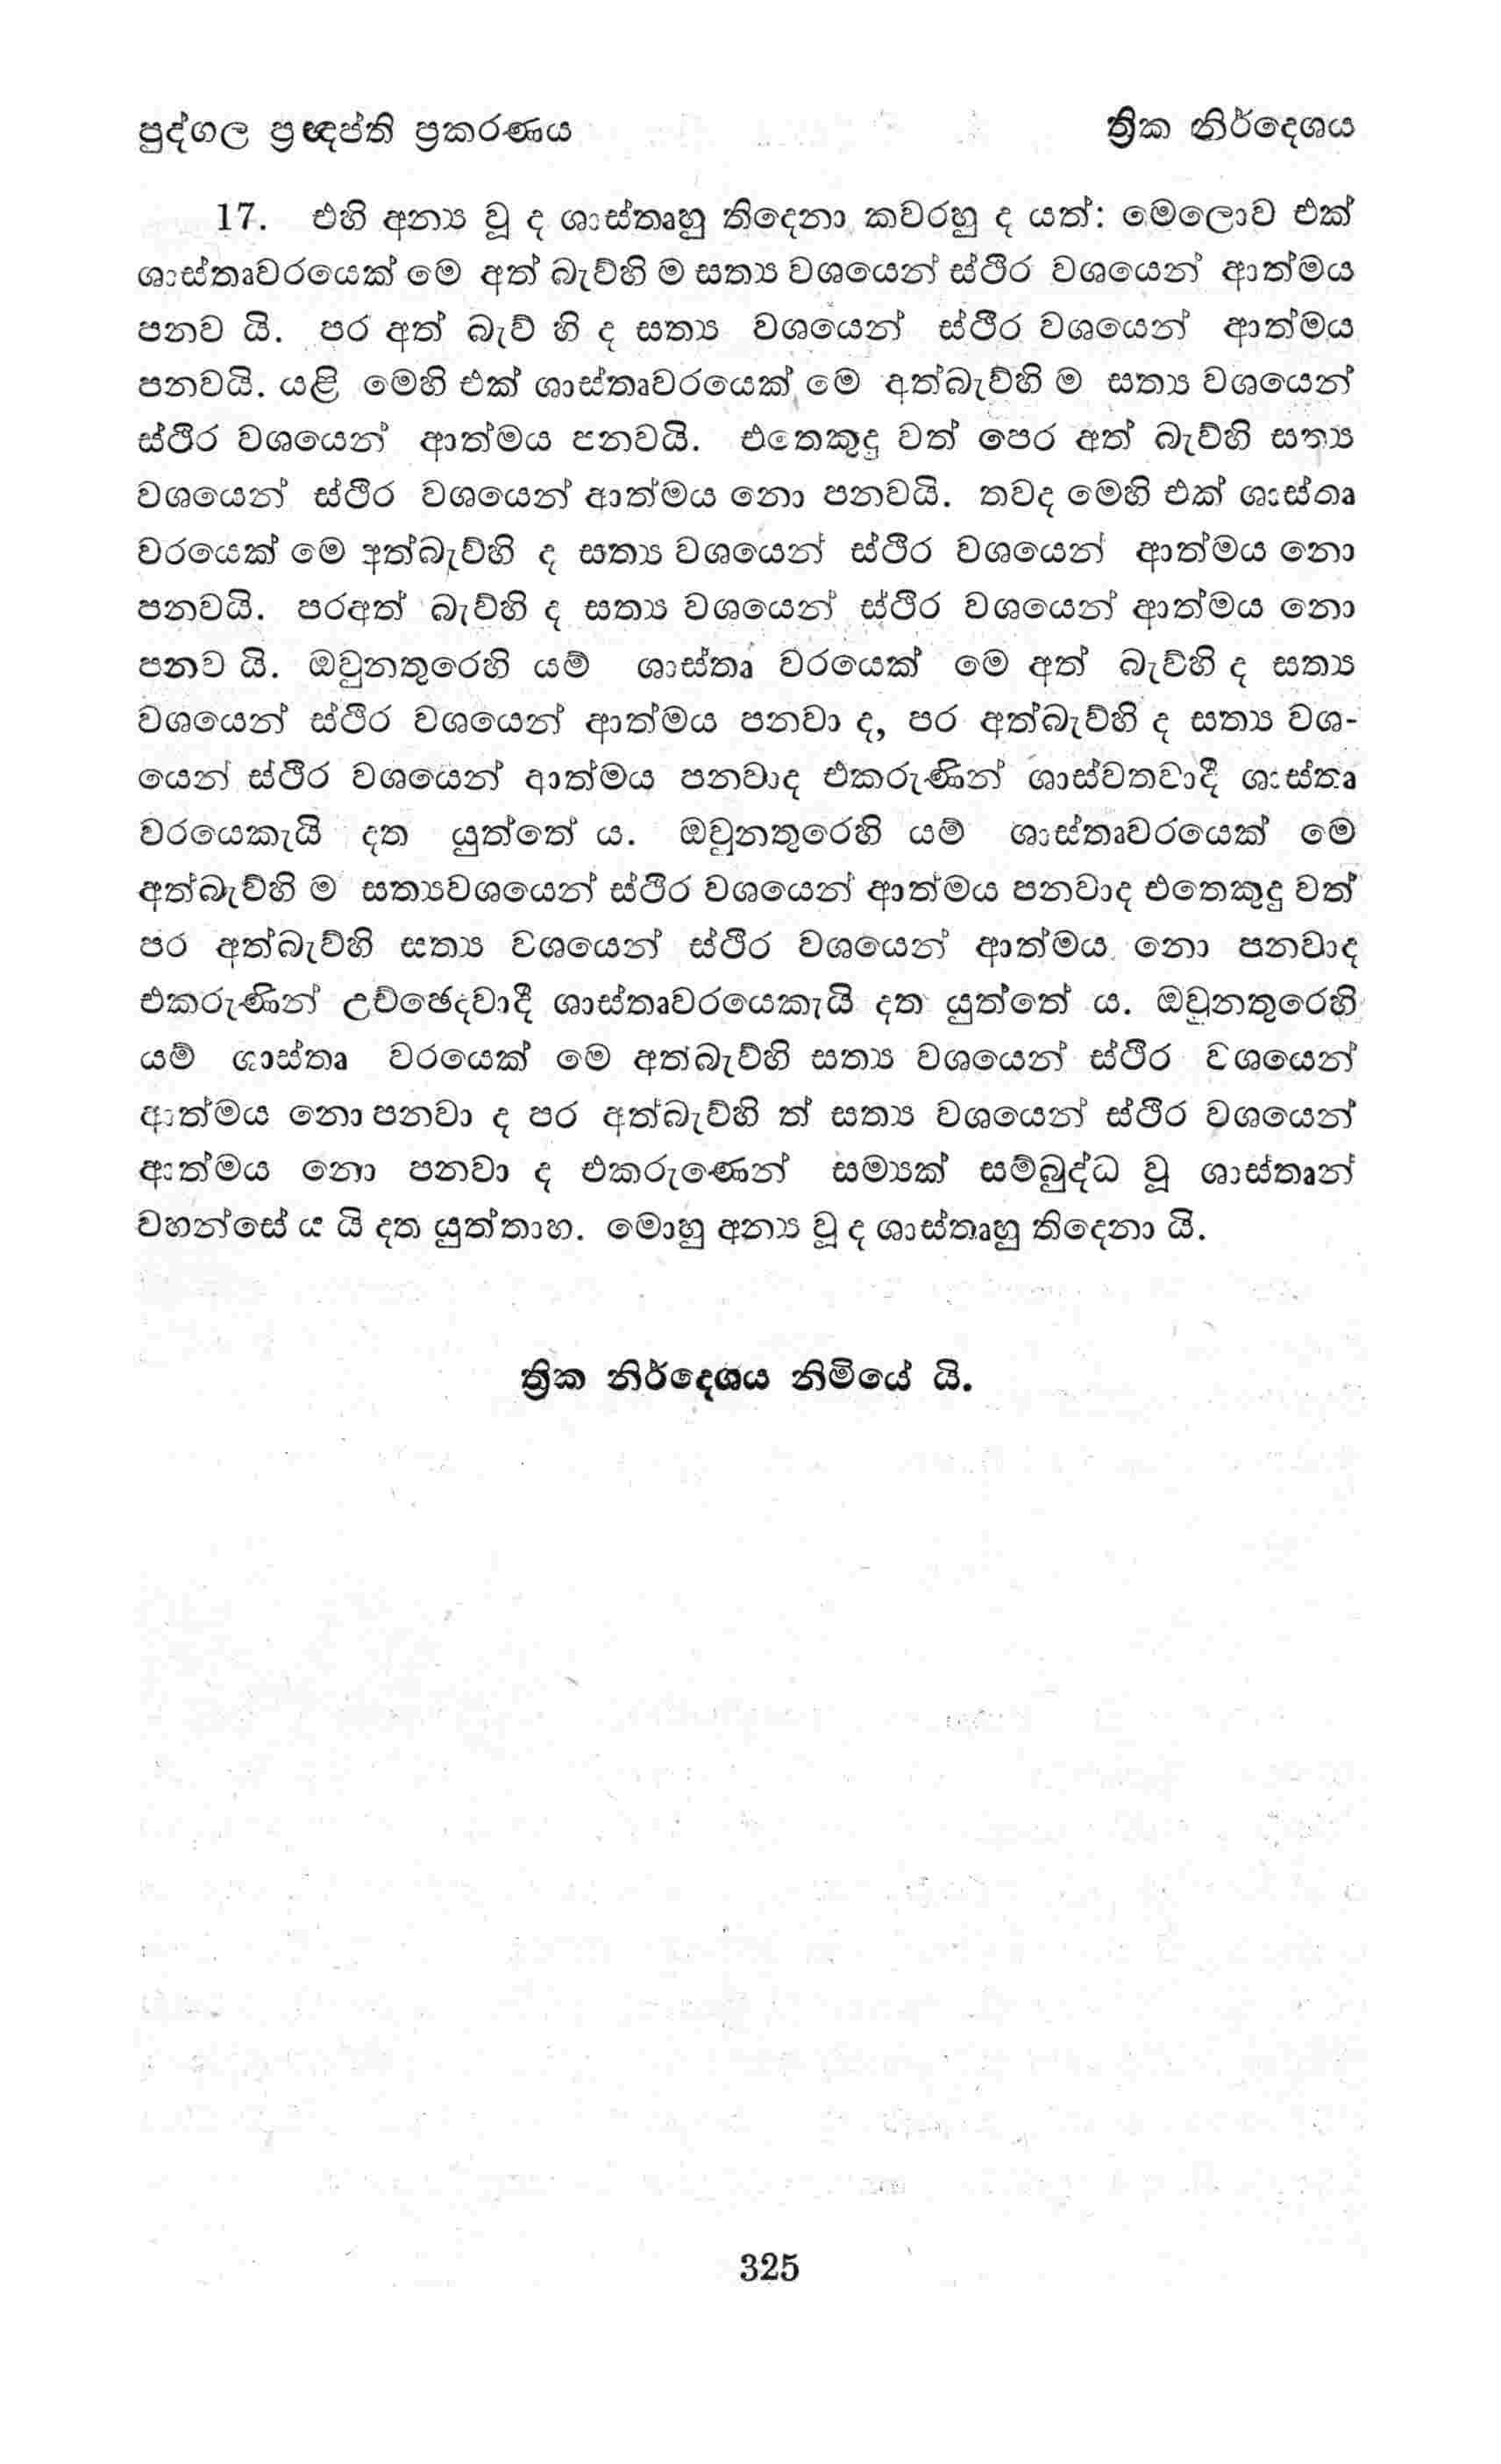 පුද්ගල ප්‍රඥප්ති ප්‍රකරණය
ත්‍රික නිර්දෙශය
17. එහි අන්‍ය වූ ද ශාස්තෘහු තිදෙනා කවරහු ද යත්: මෙලොව එක්
ශාස්තෘවරයෙක් මෙ අත් බැව්හි ම සත්‍ය වශයෙන් ස්ථිර වශයෙන් ආත්මය
පනව යි. පර අත් බැව් හි ද සත්‍ය වශයෙන් ස්ථිර වශයෙන් ආත්මය
පනවයි. යළි මෙහි එක් ශාස්තෘවරයෙක් මෙ අත්බැව්හි ම සත්‍ය වශයෙන්
ස්ථිර වශයෙන් ආත්මය පනවයි. එතෙකුදු වත් පෙර අත් බැව්හි සත්‍ය
වශයෙන් ස්ථිර වශයෙන් ආත්මය නො පනවයි. තවද මෙහි එක් ශාස්තෘ
වරයෙක් මෙ අත්බැව්හි ද සත්‍ය වශයෙන් ස්ථිර වශයෙන් ආත්මය නො
පනවයි. පරඅත් බැව්හි ද සත්‍ය වශයෙන් ස්ථිර වශයෙන් ආත්මය නො
පනව යි. ඔවුනතුරෙහි යම් ශාස්තෘ වරයෙක් මෙ අත් බැව්හි ද සත්‍ය
වශයෙන් ස්ථිර වශයෙන් ආත්මය පනවා ද, පර අත්බැව්හි ද සත්‍ය වශ-
යෙන් ස්ථිර වශයෙන් ආත්මය පනවාද එකරුණින් ශාස්වතවාදී ශාස්තෘ
වරයෙකැයි දත යුත්තේ ය. ඔවුනතුරෙහි යම් ශාස්තෘවරයෙක් මෙ
අත්බැව්හි ම සත්‍යවශයෙන් ස්ථිර වශයෙන් ආත්මය පනවාද එතෙකුදු වත්
පර අත්බැව්හි සත්‍ය වශයෙන් ස්ථිර වශයෙන් ආත්මය නො පනවාද
එකරුණින් උච්ඡෙදවාදී ශාස්තෘවරයෙකැයි දත යුත්තේ ය. ඔවුනතුරෙහි
යම් ශාස්තෘ වරයෙක් මෙ අත්බැව්හි සත්‍ය වශයෙන් ස්ථිර වශයෙන්
ආත්මය නො පනවා ද පර අත්බැව්හි ත් සත්‍ය වශයෙන් ස්ථිර වශයෙන්
ආත්මය නො පනවා ද එකරුණෙන් සම්‍යක් සම්බුද්ධ වූ ශාස්තෘන්
වහන්සේ ය යි දත යුත්තාහ. මොහු අන්‍ය වූ ද ශාස්තෘහු තිදෙනා යි.
ත්‍රික නිර්දෙශය නිමියේ යි.
325